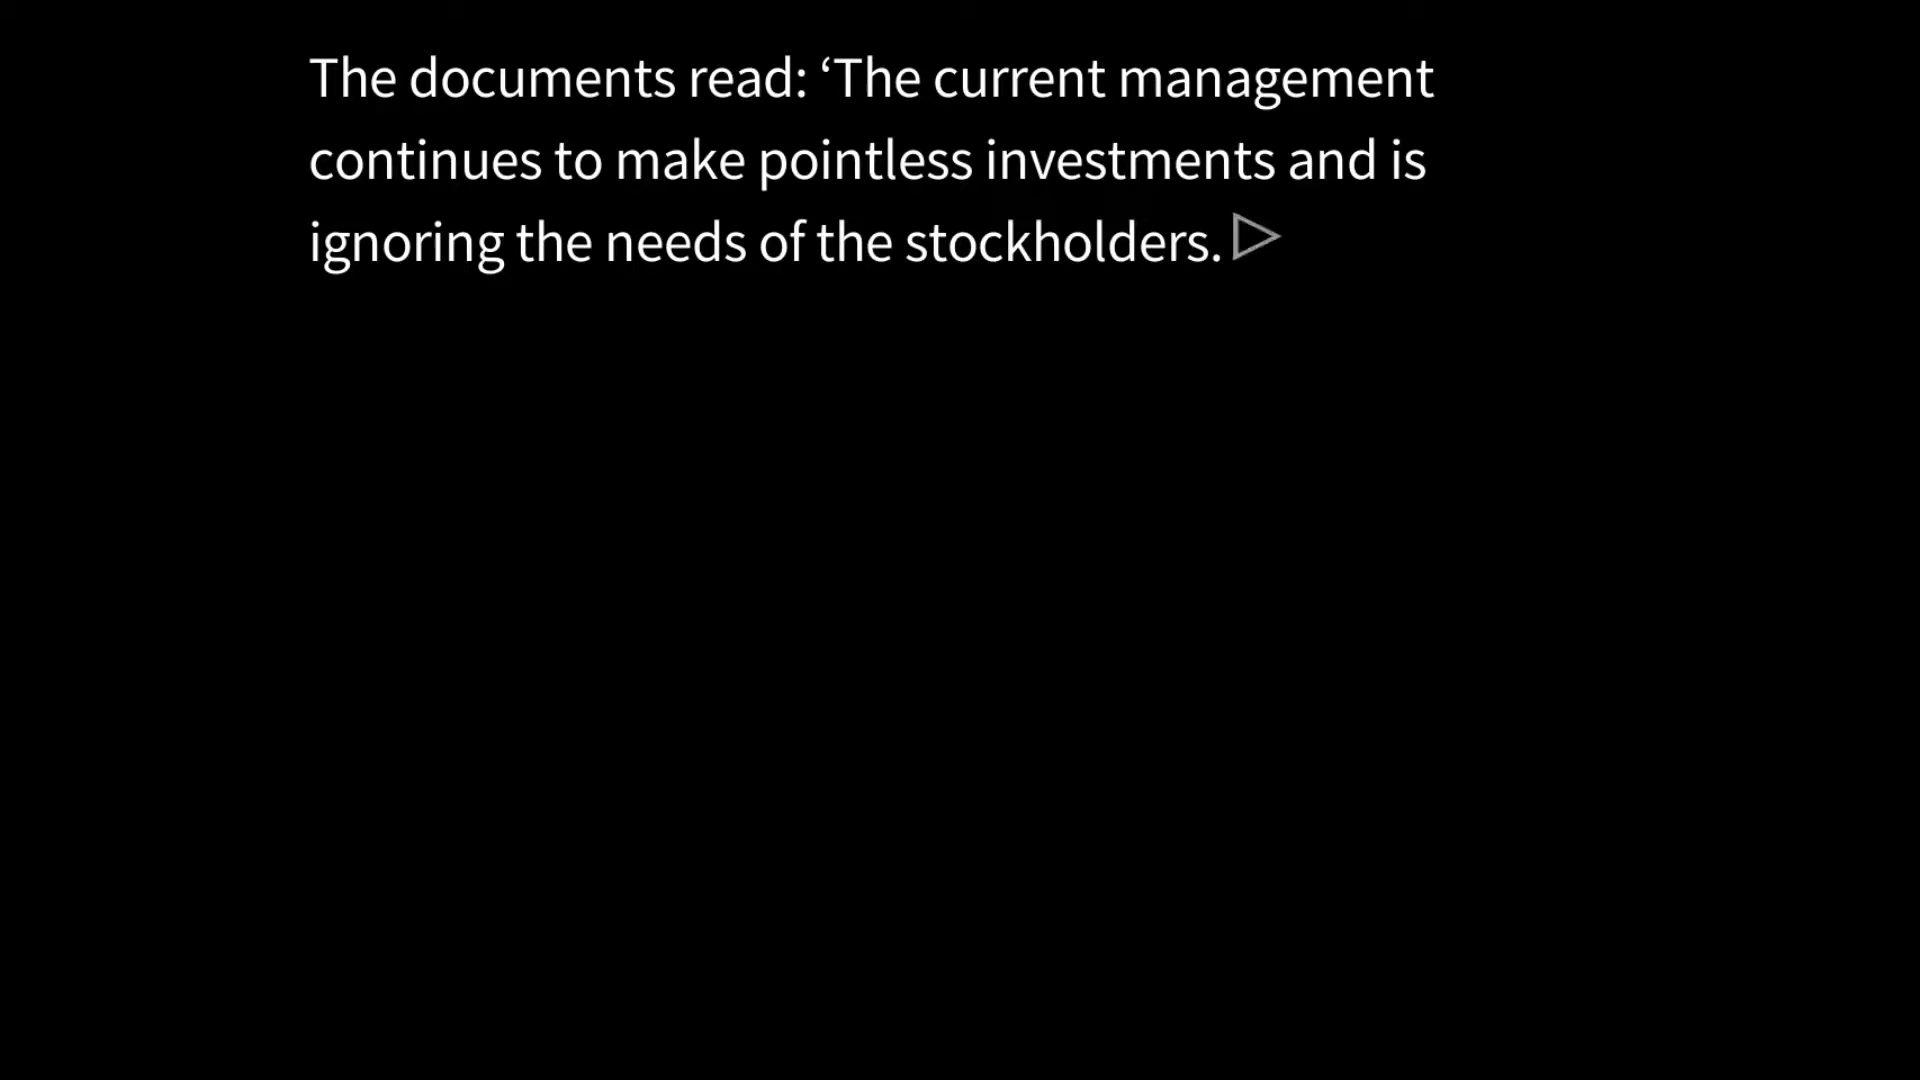 The documents read: ‘The current management
continues to make pointless investments and is
ignoring the needs of the stockholders.